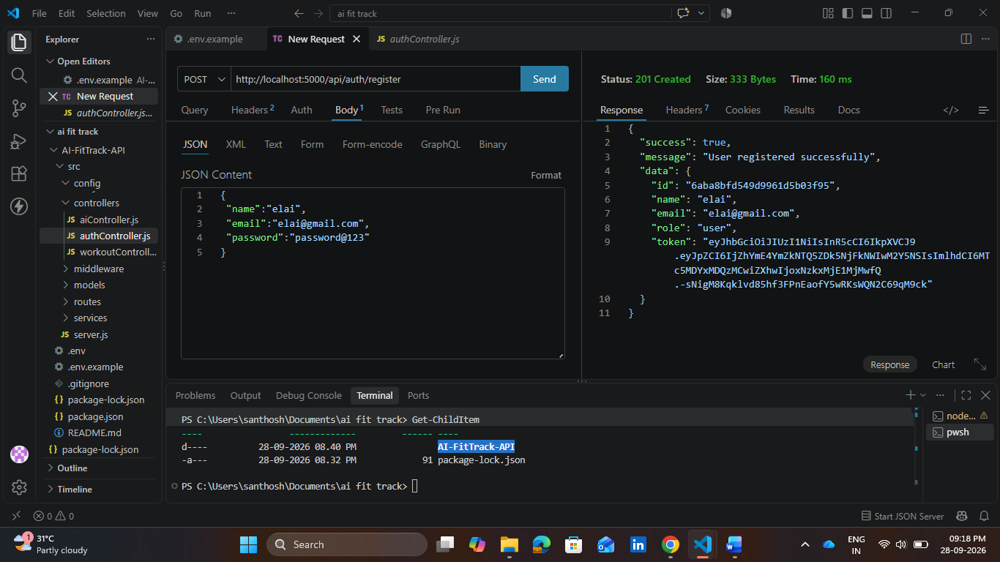 File Edit Selection View Go Run ··· ai fit track
Explorer ···
Open Editors
.env.example AI-...
TC New Request
JS authController.js...
ai fit track
AI-FitTrack-API
src
config
controllers
JS aiController.js
JS authController.js
JS workoutControll...
middleware
models
routes
services
JS server.js
.env
.env.example
.gitignore
{} package-lock.json
{} package.json
README.md
{} package-lock.json
Outline
Timeline
.env.example TC New Request JS authController.js ···
POST http://localhost:5000/api/auth/register Send
Query Headers 2 Auth Body 1 Tests Pre Run
JSON XML Text Form Form-encode GraphQL Binary
JSON Content Format
1 {
2 "name":"elai",
3 "email":"elai@gmail.com",
4 "password":"password@123"
5 }
Status: 201 Created Size: 333 Bytes Time: 160 ms
Response Headers 7 Cookies Results Docs </>
1 {
2 "success": true,
3 "message": "User registered successfully",
4 "data": {
5 "id": "6aba8bfd549d9961d5b03f95",
6 "name": "elai",
7 "email": "elai@gmail.com",
8 "role": "user",
9 "token": "eyJhbGciOiJIUzI1NiIsInR5cCI6IkpXVCJ9
.eyJpZCI6IjZhYmE4YmZkNTQ5ZDk5NjFkNWIwM2Y5NSIsImlhdCI6MT
c5MDYxMDQzMCwiZXhwIjoxNzkxMjE1MjMwfQ
.-sNigM8Kqklvd85hf3FPnEaofY5wRKsWQN2C69qM9ck"
10 }
11 }
Response Chart
Problems Output Debug Console Terminal Ports
PS C:\Users\santhosh\Documents\ai fit track> Get-ChildItem
---- ------------- ------ ----
d---- 28-09-2026 08.40 PM AI-FitTrack-API
-a--- 28-09-2026 08.32 PM 91 package-lock.json
PS C:\Users\santhosh\Documents\ai fit track>
node...
pwsh
0 0 Start JSON Server
1 31°C
Partly cloudy
Search
ENG
IN
09:18 PM
28-09-2026